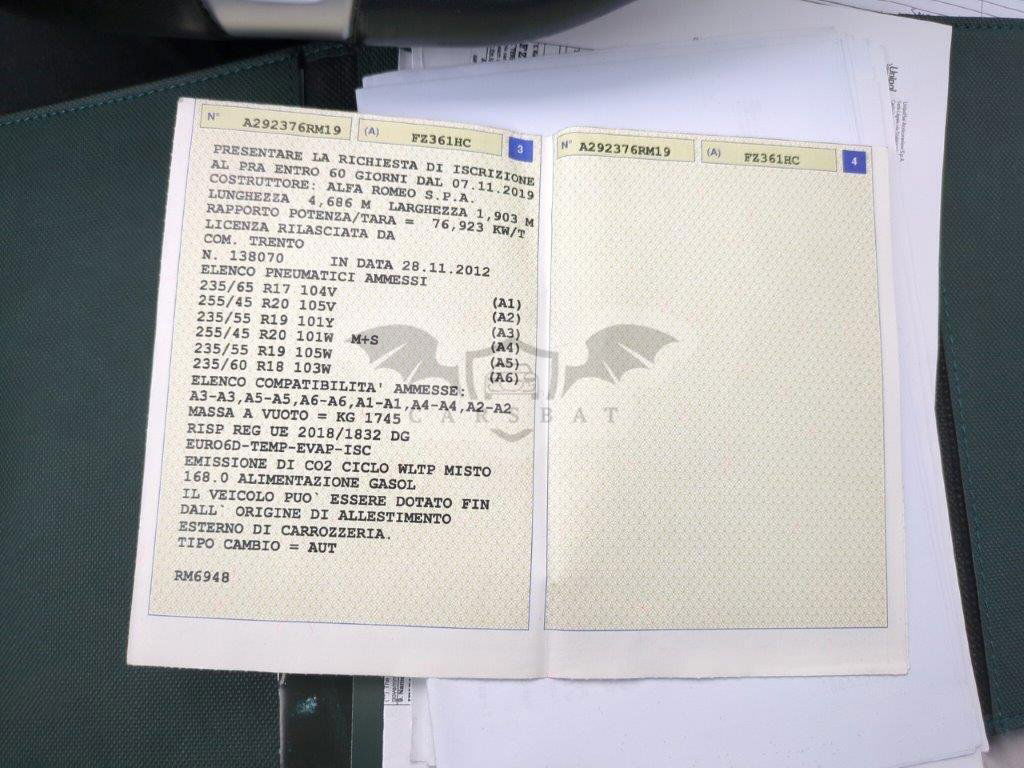 N° A292376RM19 (A) FZ361HC 3
PRESENTARE LA RICHIESTA DI ISCRIZIONE
AL PRA ENTRO 60 GIORNI DAL 07.11.2019
COSTRUTTORE: ALFA ROMEO S.P.A.
LUNGHEZZA 4,686 M LARGHEZZA 1,903 M
RAPPORTO POTENZA/TARA = 76,923 KW/T
LICENZA RILASCIATA DA
COM. TRENTO
N. 138070 IN DATA 28.11.2012
ELENCO PNEUMATICI AMMESSI
235/65 R17 104V (A1)
255/45 R20 105V (A2)
235/55 R19 101Y (A3)
255/45 R20 101W M+S (A4)
235/55 R19 105W (A5)
235/60 R18 103W (A6)
ELENCO COMPATIBILITA' AMMESSE:
A3-A3,A5-A5,A6-A6,A1-A1,A4-A4,A2-A2
MASSA A VUOTO = KG 1745
RISP REG UE 2018/1832 DG
EURO6D-TEMP-EVAP-ISC
EMISSIONE DI CO2 CICLO WLTP MISTO
168.0 ALIMENTAZIONE GASOL
IL VEICOLO PUO` ESSERE DOTATO FIN
DALL` ORIGINE DI ALLESTIMENTO
ESTERNO DI CARROZZERIA.
TIPO CAMBIO = AUT
RM6948
N° A292376RM19 (A) FZ361HC 4
CARSBAT
Unipol